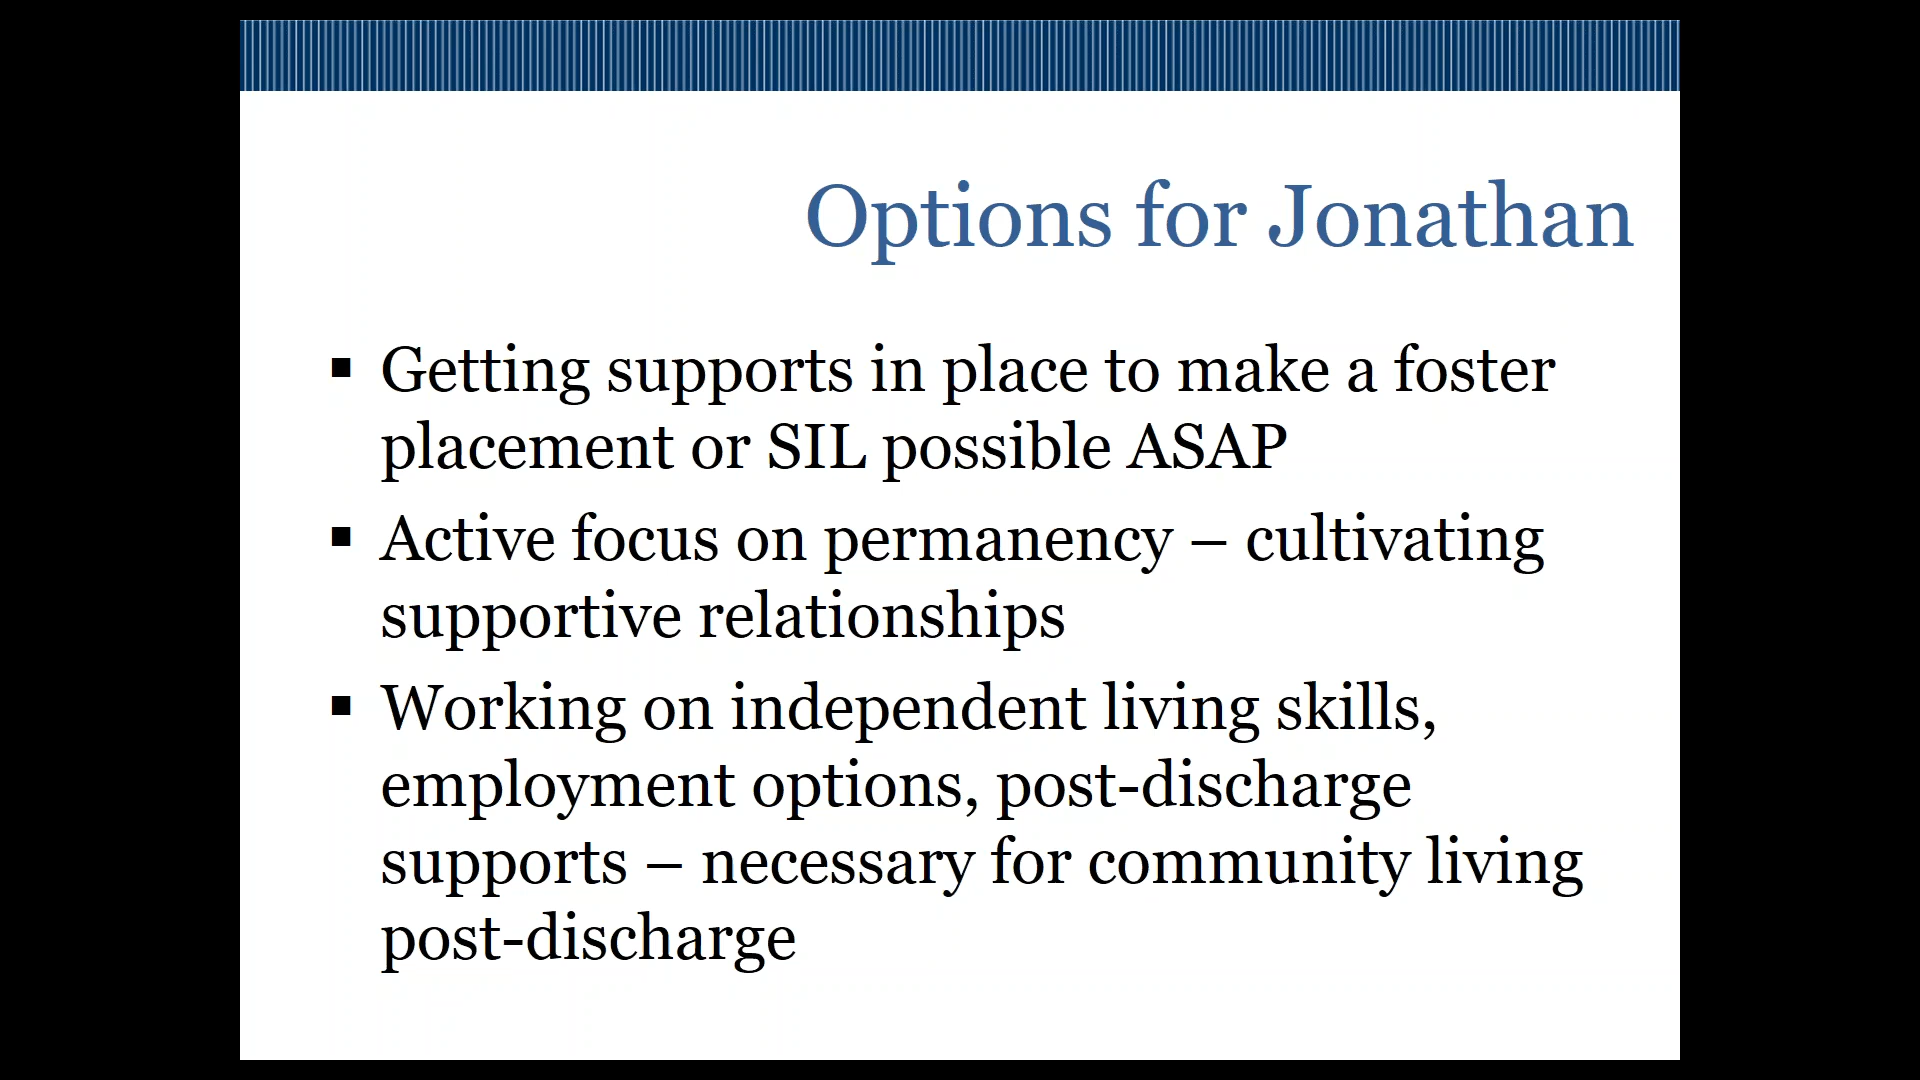 Options for Jonathan
▪ Getting supports in place to make a foster
placement or SIL possible ASAP
▪ Active focus on permanency – cultivating
supportive relationships
▪ Working on independent living skills,
employment options, post-discharge
supports – necessary for community living
post-discharge